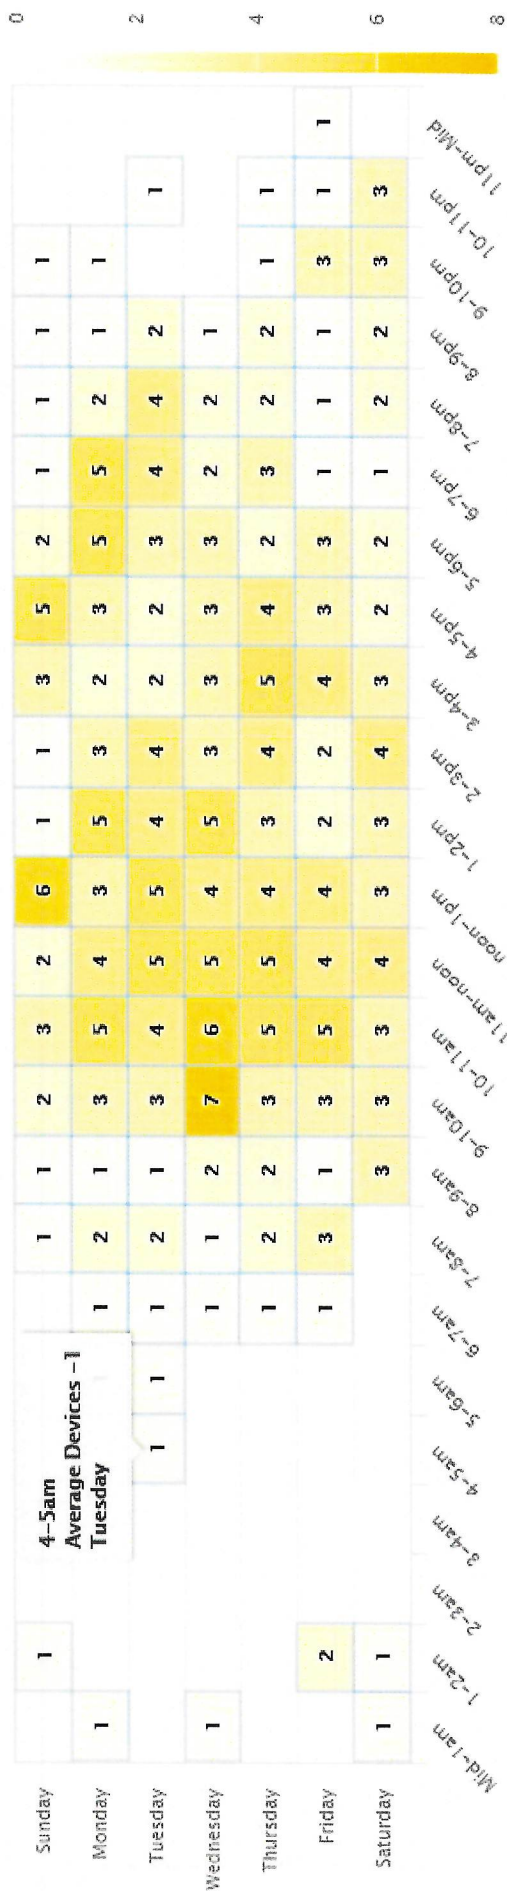 Sunday 1 1 1 2 3 2 6 1 1 3 5 2 1 1 1 1
Monday 1 1 2 1 3 5 4 3 5 3 2 3 5 5 2 1 1
Tuesday 1 1 1 2 1 3 4 5 5 4 4 2 2 3 4 4 2 1
Wednesday 1 1 1 2 7 6 5 4 5 3 3 3 3 2 2 1
Thursday 1 2 2 3 5 5 4 3 4 5 4 2 3 2 2 1 1
Friday 2 1 3 1 3 5 4 4 2 2 4 3 3 1 1 1 3 1 1
Saturday 1 1 3 3 3 4 3 3 4 3 2 2 1 2 2 3 3
Mid-1am 1-2am 2-3am 3-4am 4-5am 5-6am 6-7am 7-8am 8-9am 9-10am 10-11am 11am-noon noon-1pm 1-2pm 2-3pm 3-4pm 4-5pm 5-6pm 6-7pm 7-8pm 8-9pm 9-10pm 10-11pm 11pm-Mid
4-5am
Average Devices -1
Tuesday
0
2
4
6
8